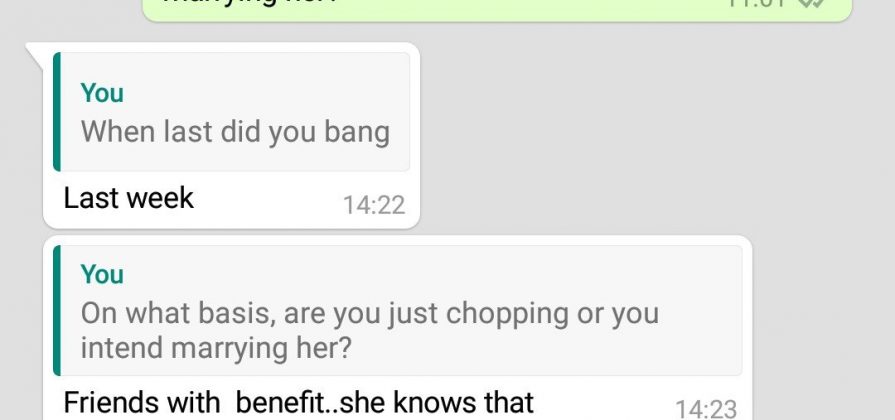 marrying her? 11:01
You
When last did you bang
Last week 14:22
You
On what basis, are you just chopping or you
intend marrying her?
Friends with benefit..she knows that 14:23